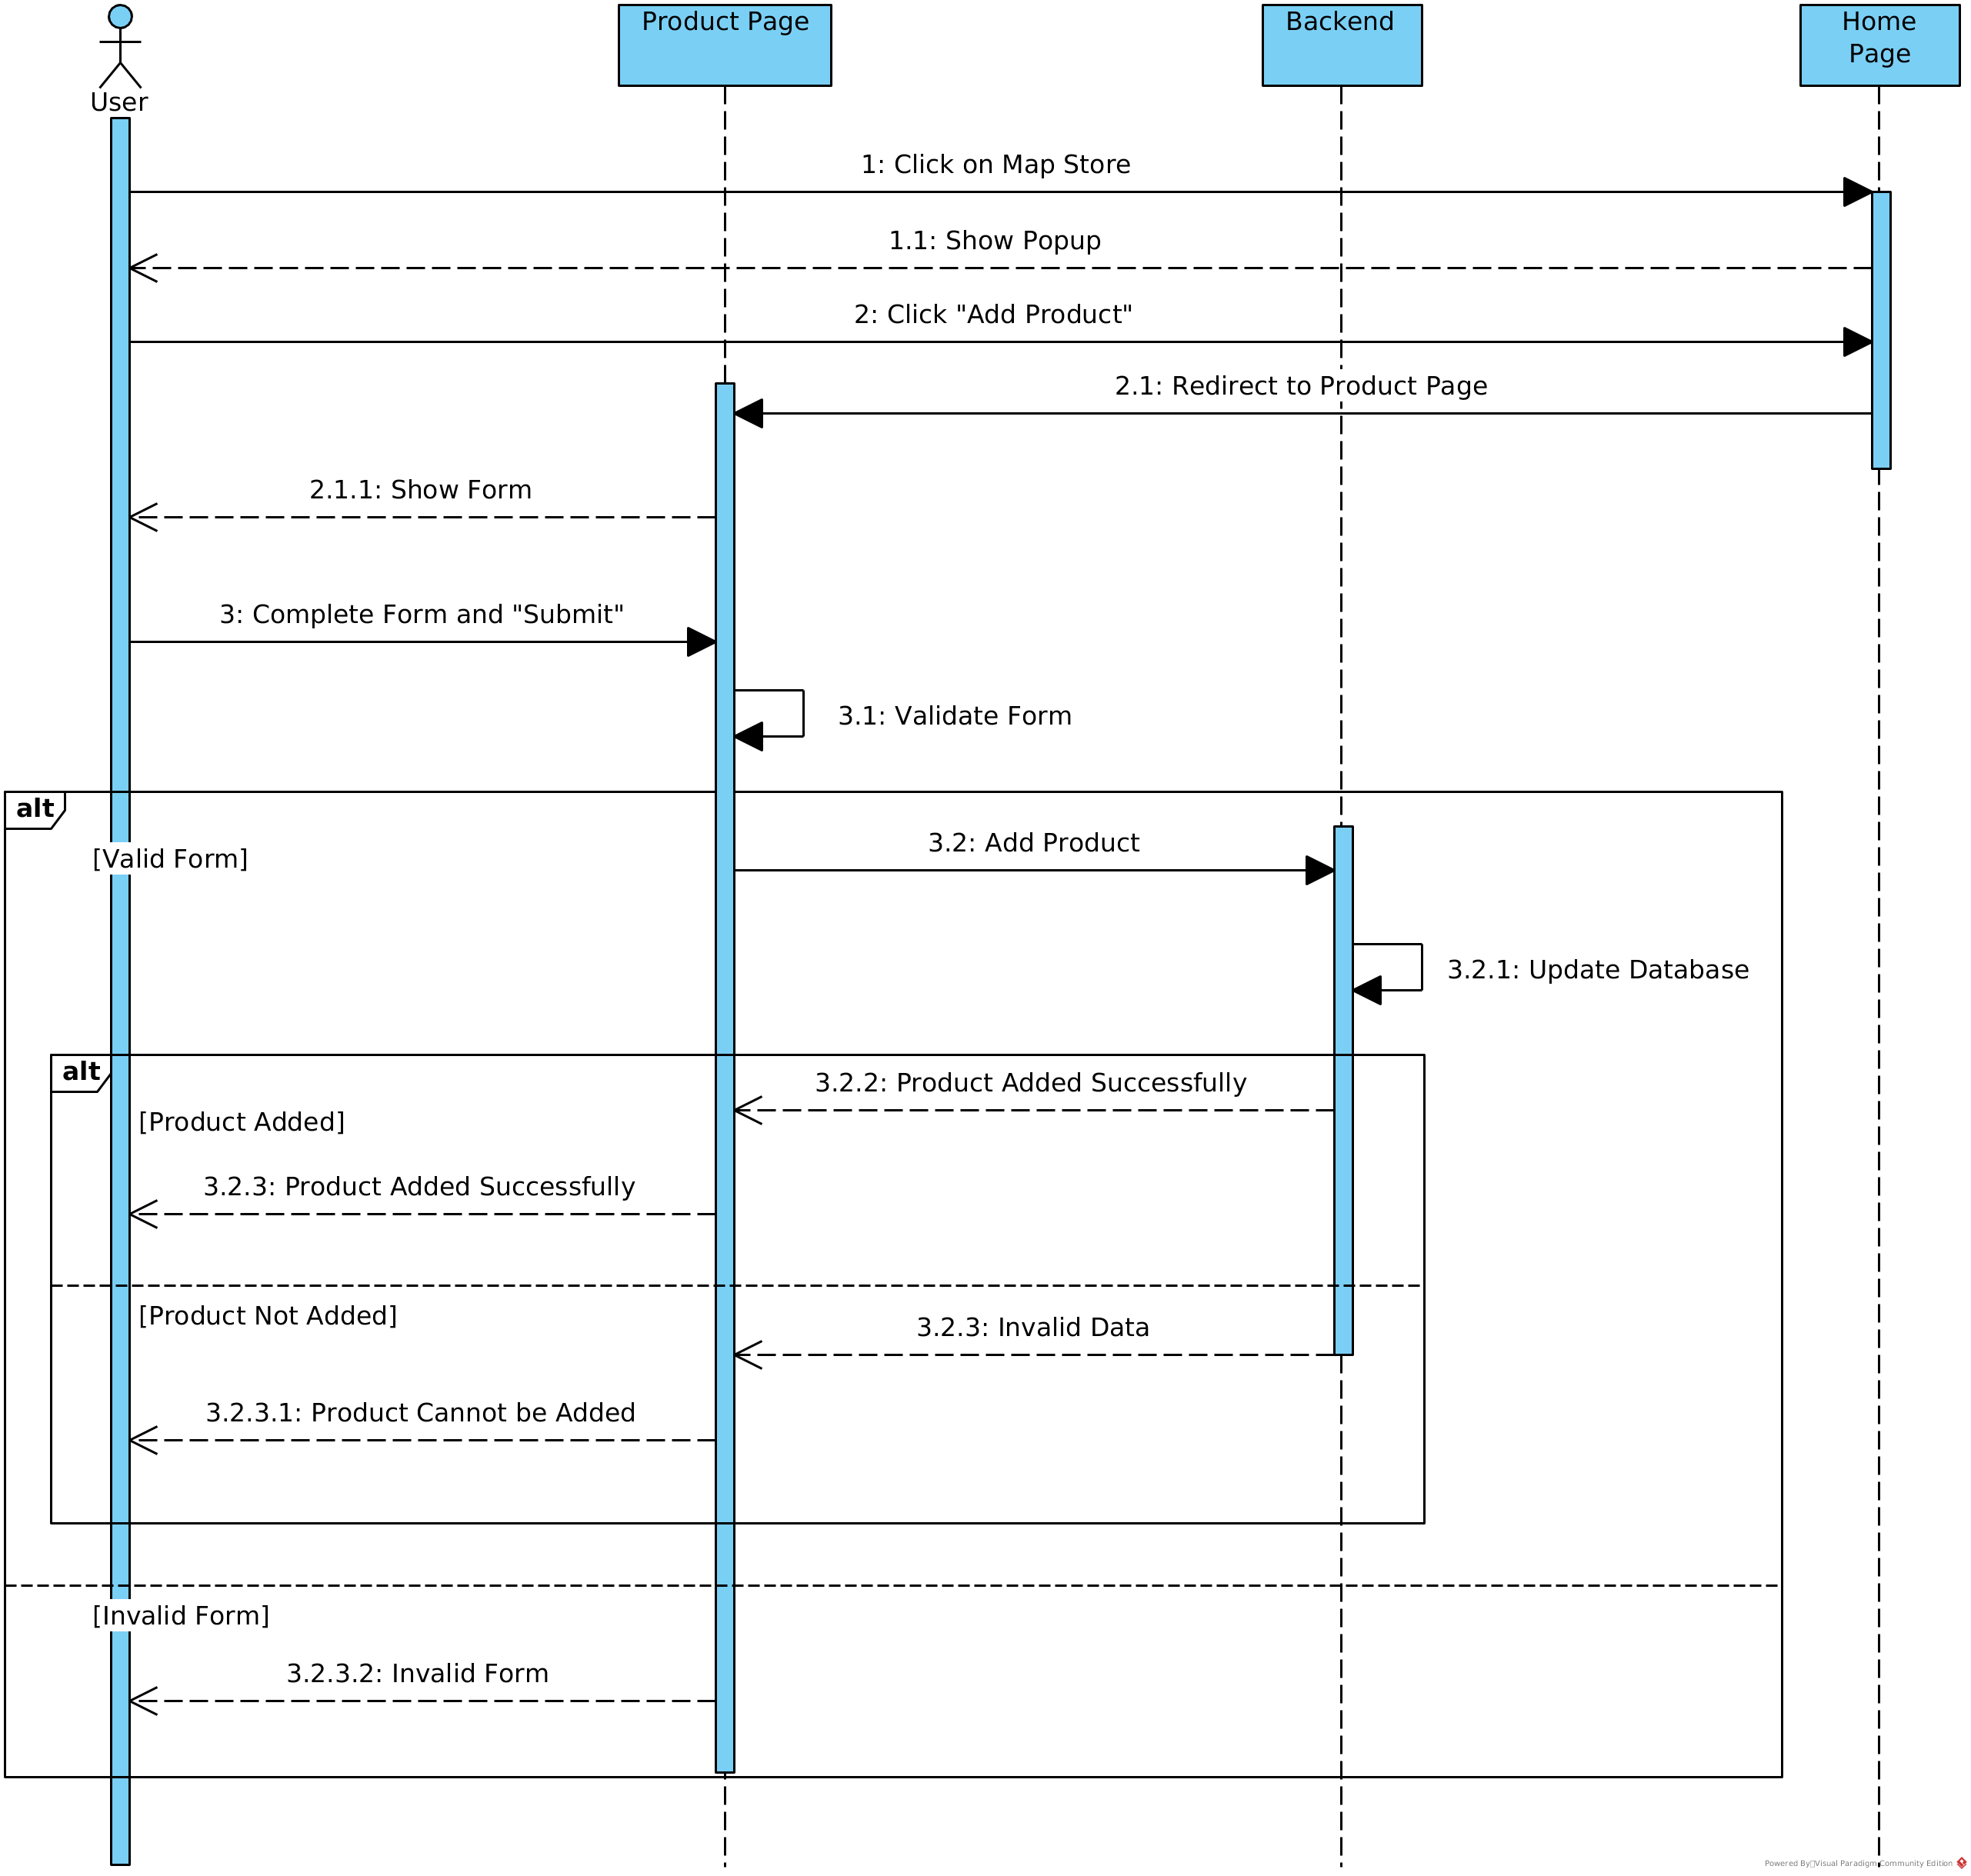 User
Product Page
Backend
Home
Page
1: Click on Map Store
1.1: Show Popup
2: Click "Add Product"
2.1: Redirect to Product Page
2.1.1: Show Form
3: Complete Form and "Submit"
3.1: Validate Form
alt
[Valid Form]
3.2: Add Product
3.2.1: Update Database
alt
3.2.2: Product Added Successfully
[Product Added]
3.2.3: Product Added Successfully
[Product Not Added]
3.2.3: Invalid Data
3.2.3.1: Product Cannot be Added
[Invalid Form]
3.2.3.2: Invalid Form
Powered By Visual Paradigm Community Edition